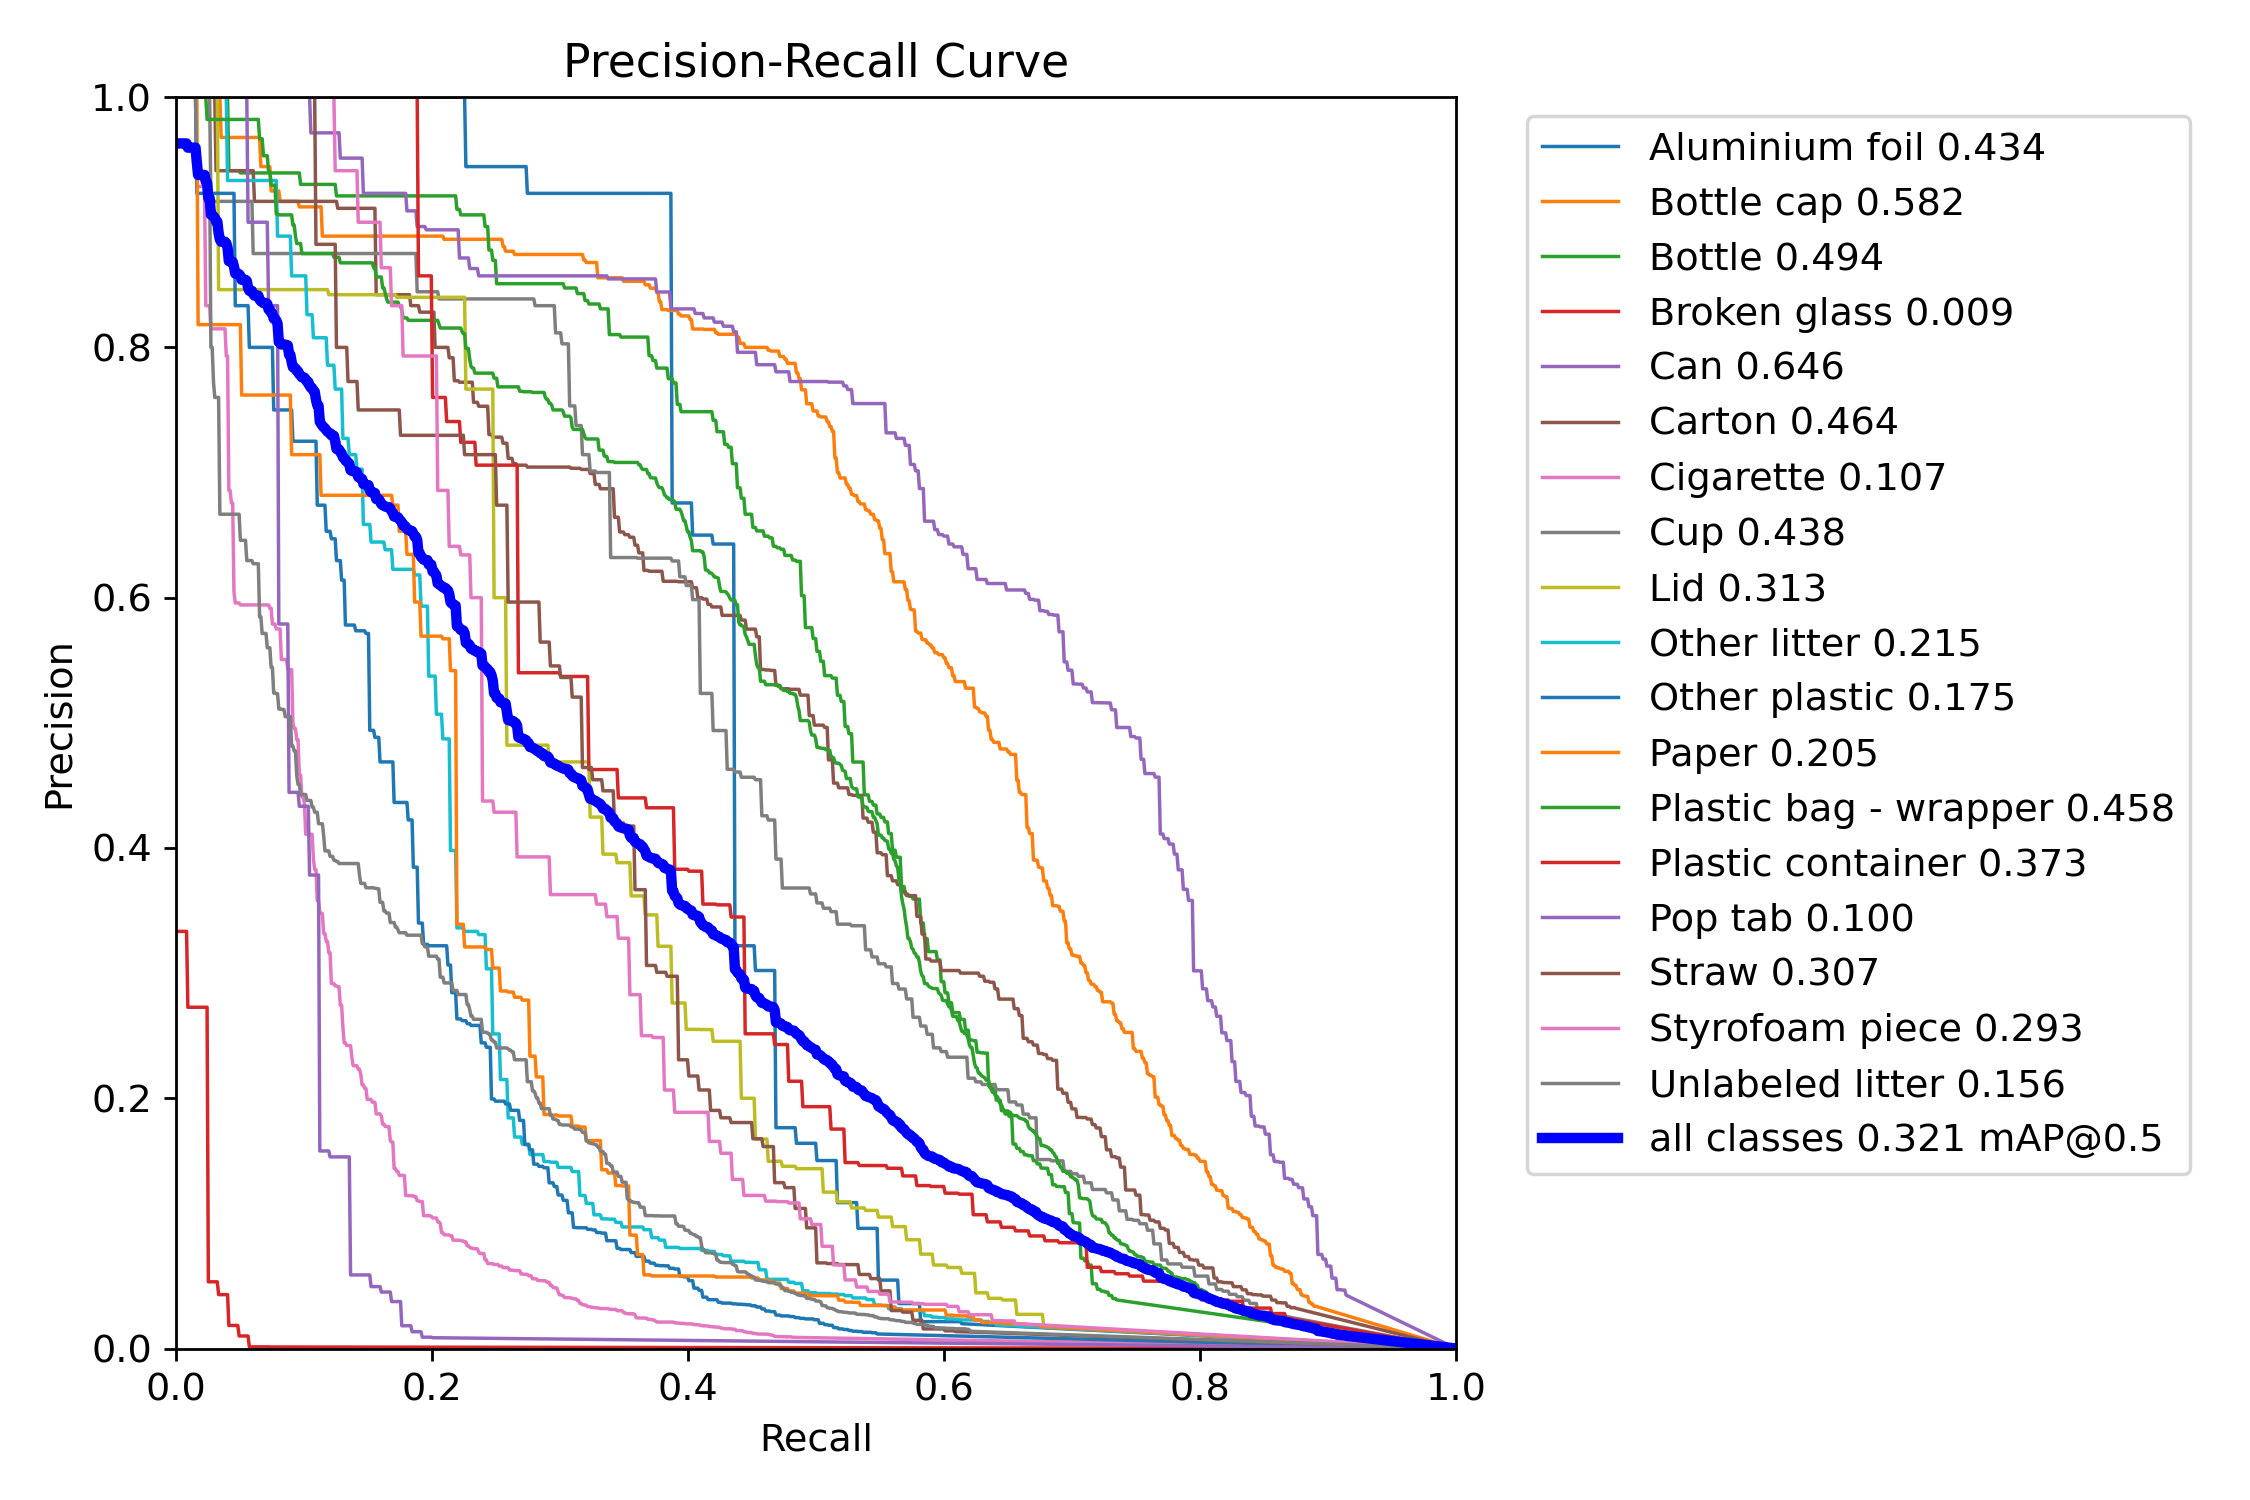 Precision-Recall Curve
1.0
0.8
0.6
0.4
0.2
0.0
Precision
0.0 0.2 0.4 0.6 0.8 1.0
Recall
Aluminium foil 0.434
Bottle cap 0.582
Bottle 0.494
Broken glass 0.009
Can 0.646
Carton 0.464
Cigarette 0.107
Cup 0.438
Lid 0.313
Other litter 0.215
Other plastic 0.175
Paper 0.205
Plastic bag - wrapper 0.458
Plastic container 0.373
Pop tab 0.100
Straw 0.307
Styrofoam piece 0.293
Unlabeled litter 0.156
all classes 0.321 mAP@0.5